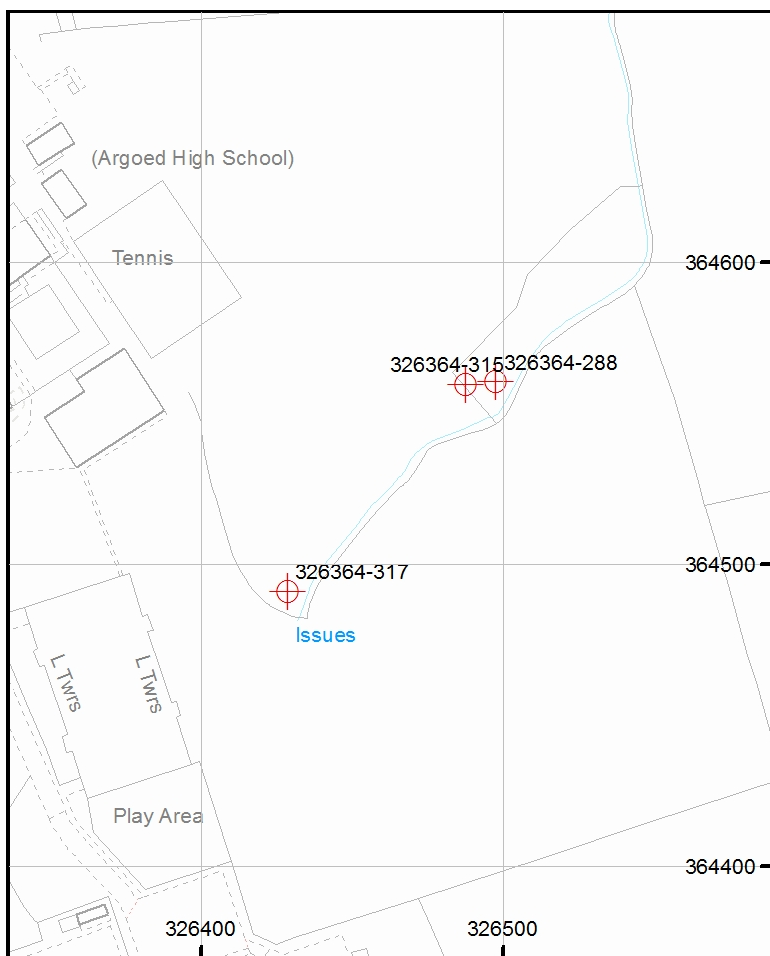 (Argoed High School)
Tennis
364600
326364-315
326364-288
326364-317
364500
Issues
L Twrs
L Twrs
Play Area
364400
326400
326500